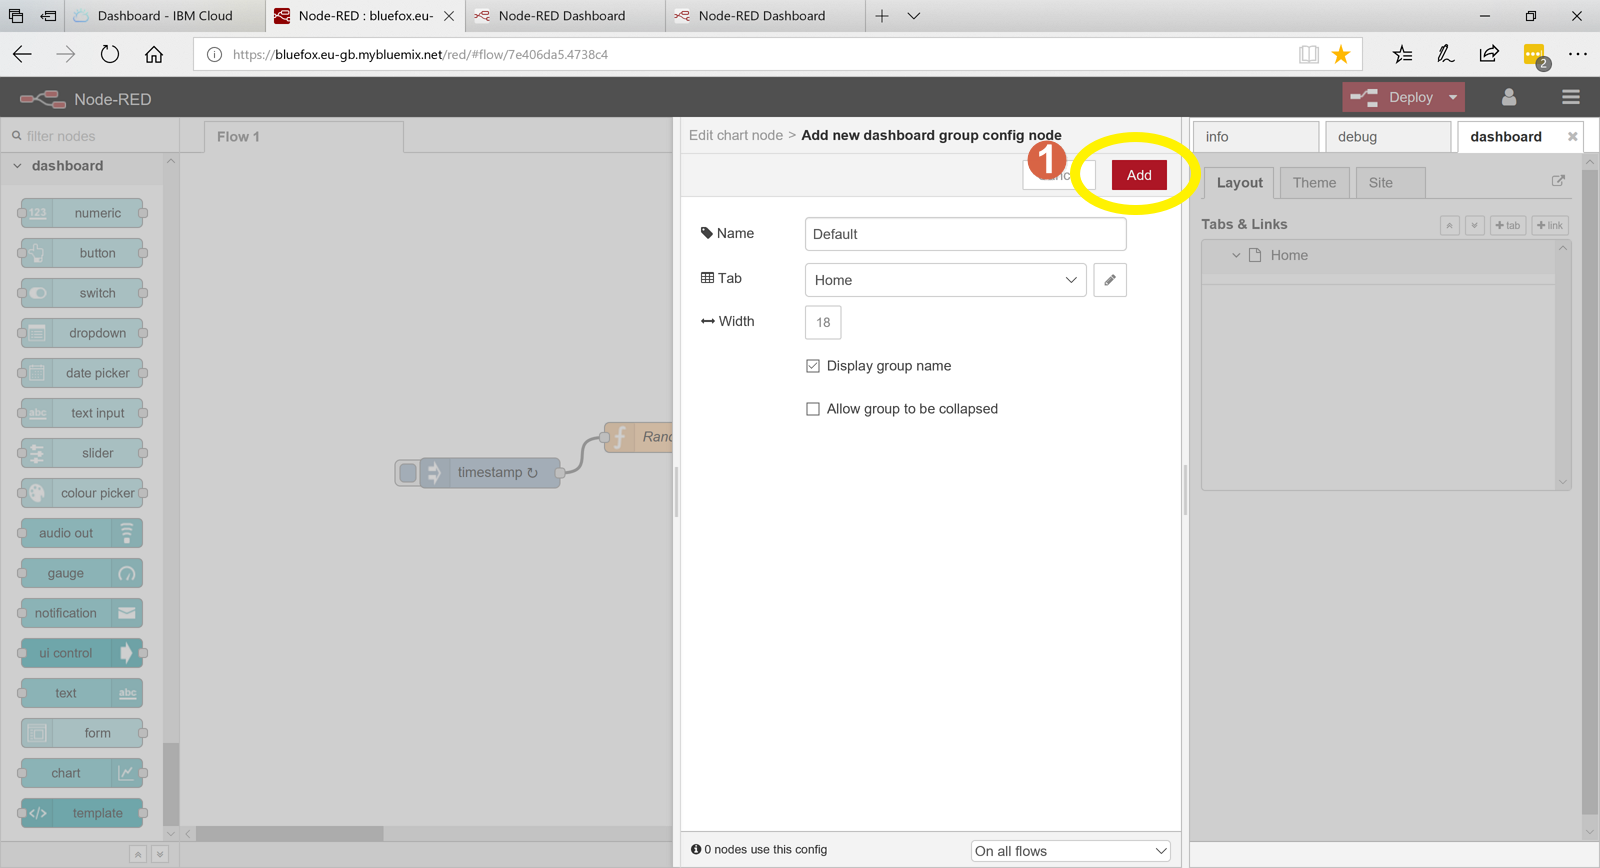 Dashboard - IBM Cloud
Node-RED : bluefox.eu-
Node-RED Dashboard
Node-RED Dashboard
https://bluefox.eu-gb.mybluemix.net/red/#flow/7e406da5.4738c4
2
Node-RED
Deploy
filter nodes
Flow 1
Edit chart node > Add new dashboard group config node
info
debug
dashboard
dashboard
1
Add
Layout
Theme
Site
123 numeric
button
switch
dropdown
date picker
abc text input
slider
colour picker
audio out
gauge
notification
ui control
text abc
form
chart
template
timestamp ↻
Name
Default
Tab
Home
Width
18
Display group name
Allow group to be collapsed
Tabs & Links
+ tab
+ link
Home
0 nodes use this config
On all flows